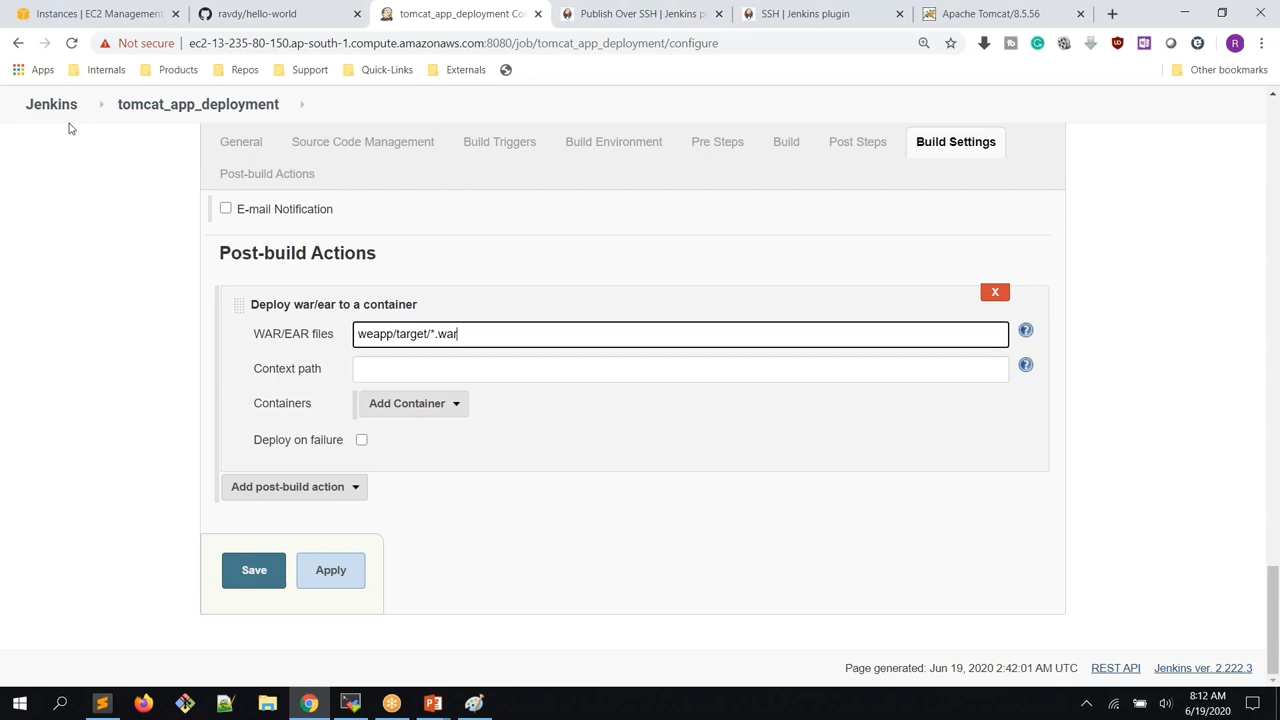 Instances | EC2 Management
ravdy/hello-world
tomcat_app_deployment Co
Publish Over SSH | Jenkins p
SSH | Jenkins plugin
Apache Tomcat/8.5.56
Not secure
ec2-13-235-80-150.ap-south-1.compute.amazonaws.com:8080/job/tomcat_app_deployment/configure
Apps
Internals
Products
Repos
Support
Quick-Links
Externals
Other bookmarks
Jenkins
tomcat_app_deployment
General
Source Code Management
Build Triggers
Build Environment
Pre Steps
Build
Post Steps
Build Settings
Post-build Actions
E-mail Notification
Post-build Actions
X
Deploy war/ear to a container
WAR/EAR files
weapp/target/*.war
Context path
Containers
Add Container
Deploy on failure
Add post-build action
Save
Apply
Page generated: Jun 19, 2020 2:42:01 AM UTC
REST API
Jenkins ver. 2.222.3
8:12 AM
6/19/2020